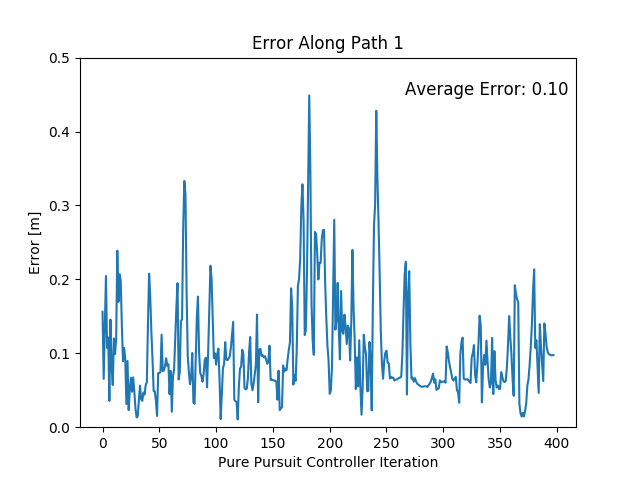 Error Along Path 1
Average Error: 0.10
0.5
0.4
0.3
0.2
0.1
0.0
Error [m]
0 50 100 150 200 250 300 350 400
Pure Pursuit Controller Iteration